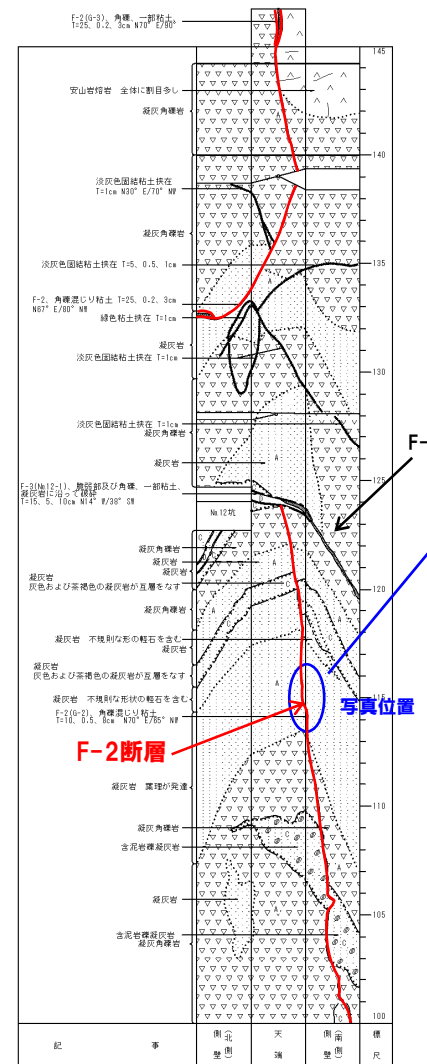 F-2(G-3)、角礫、一部粘土、
T=25、0.2、3cm N70° E/90°
145
安山岩熔岩 全体に割目多し
凝灰角礫岩
140
淡灰色固結粘土挟在
T=1cm N30° E/70° NW
凝灰角礫岩
淡灰色固結粘土挟在 T=5、0.5、1cm
135
F-2、角礫混じり粘土 T=25、0.2、3cm
N67° E/80° NW
緑色粘土挟在 T=1cm
凝灰岩
淡灰色固結粘土挟在 T=1cm
130
淡灰色固結粘土挟在 T=1cm
凝灰角礫岩
F-
凝灰岩
A
125
F-3(No12-1)、脆弱部及び角礫、一部粘土、
凝灰岩に沿って破砕
T=15、5、10cm N14° W/38° SW
No.12坑
凝灰角礫岩
凝灰岩
凝灰岩
凝灰岩
灰色および茶褐色の凝灰岩が互層をなす
120
凝灰角礫岩
凝灰岩 不規則な形の軽石を含む
凝灰岩
凝灰岩
灰色および茶褐色の凝灰岩が互層をなす
凝灰岩 不規則な形状の軽石を含む
115
写真位置
F-2(G-2)、角礫混じり粘土
T=10、0.5、8cm N70° E/65° NW
F-2断層
凝灰岩 葉理が発達
110
凝灰角礫岩
含泥岩礫凝灰岩
凝灰岩
105
含泥岩礫凝灰岩
凝灰角礫岩
100
記 事
側壁(北側)
天端
側壁(南側)
標尺